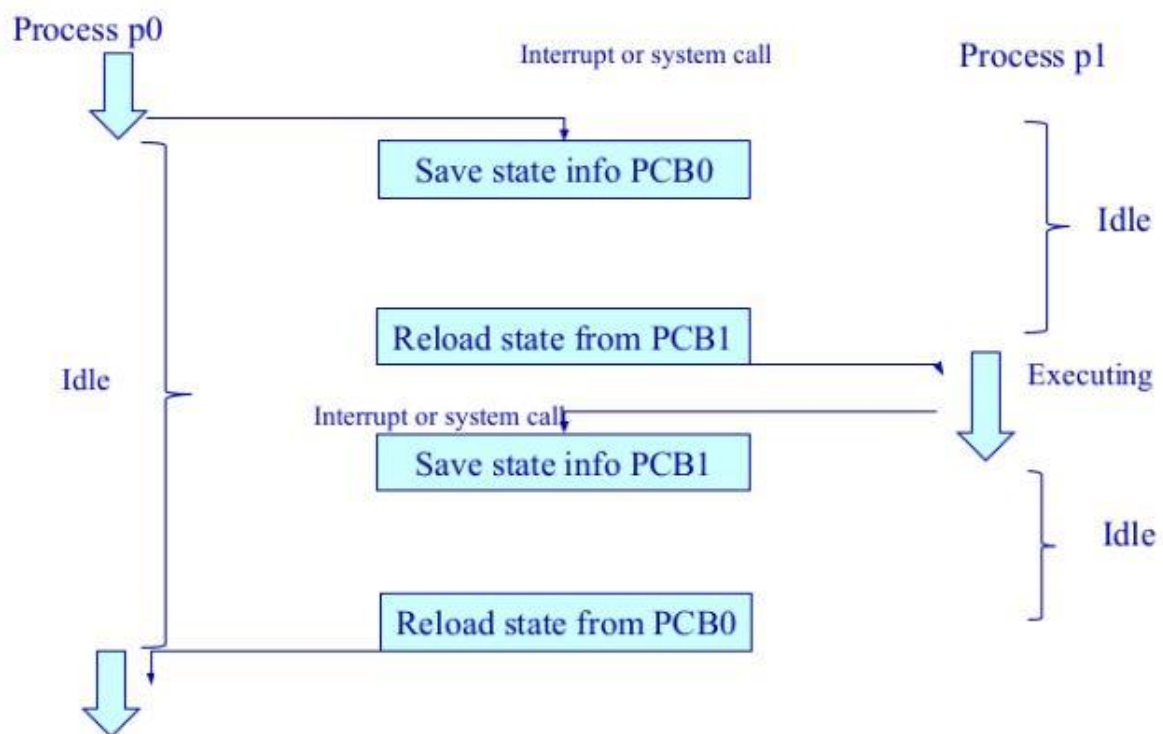 Process p0
Interrupt or system call
Process p1
Save state info PCB0
Idle
Reload state from PCB1
Idle
Executing
Interrupt or system call
Save state info PCB1
Idle
Reload state from PCB0